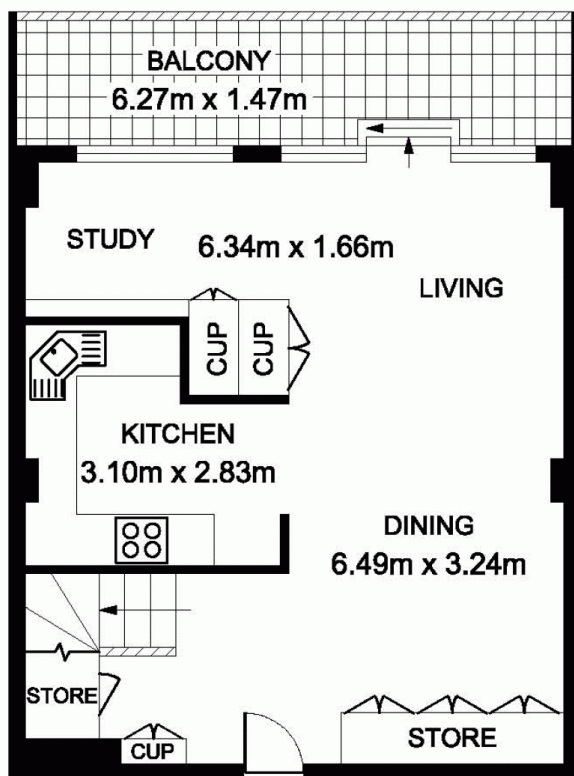 BALCONY
6.27m x 1.47m
STUDY
6.34m x 1.66m
LIVING
CUP
CUP
KITCHEN
3.10m x 2.83m
DINING
6.49m x 3.24m
STORE
CUP
STORE